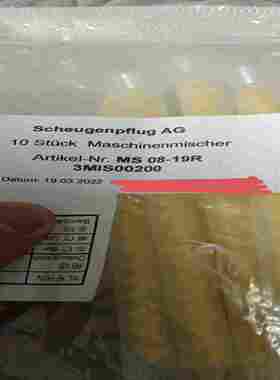 Scheugenpflug AG
10 Stück Maschinenmischer
Artikel-Nr. MS 08-19R
3MIS00200
Datum: 19.03.2022